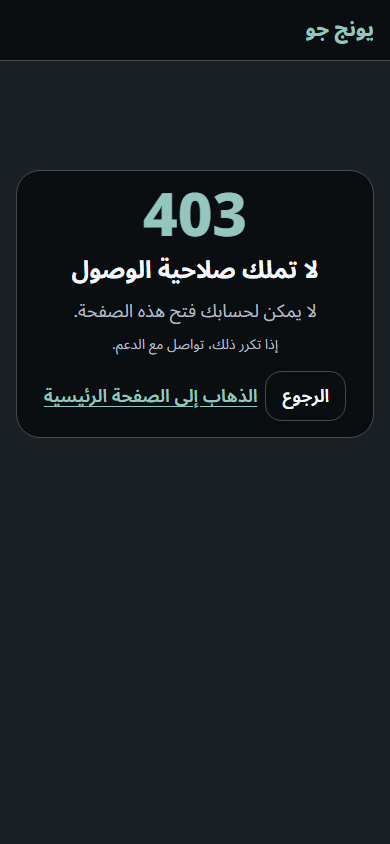 يونج جو
403
لا تملك صلاحية الوصول
لا يمكن لحسابك فتح هذه الصفحة.
إذا تكرر ذلك، تواصل مع الدعم.
الرجوع
الذهاب إلى الصفحة الرئيسية